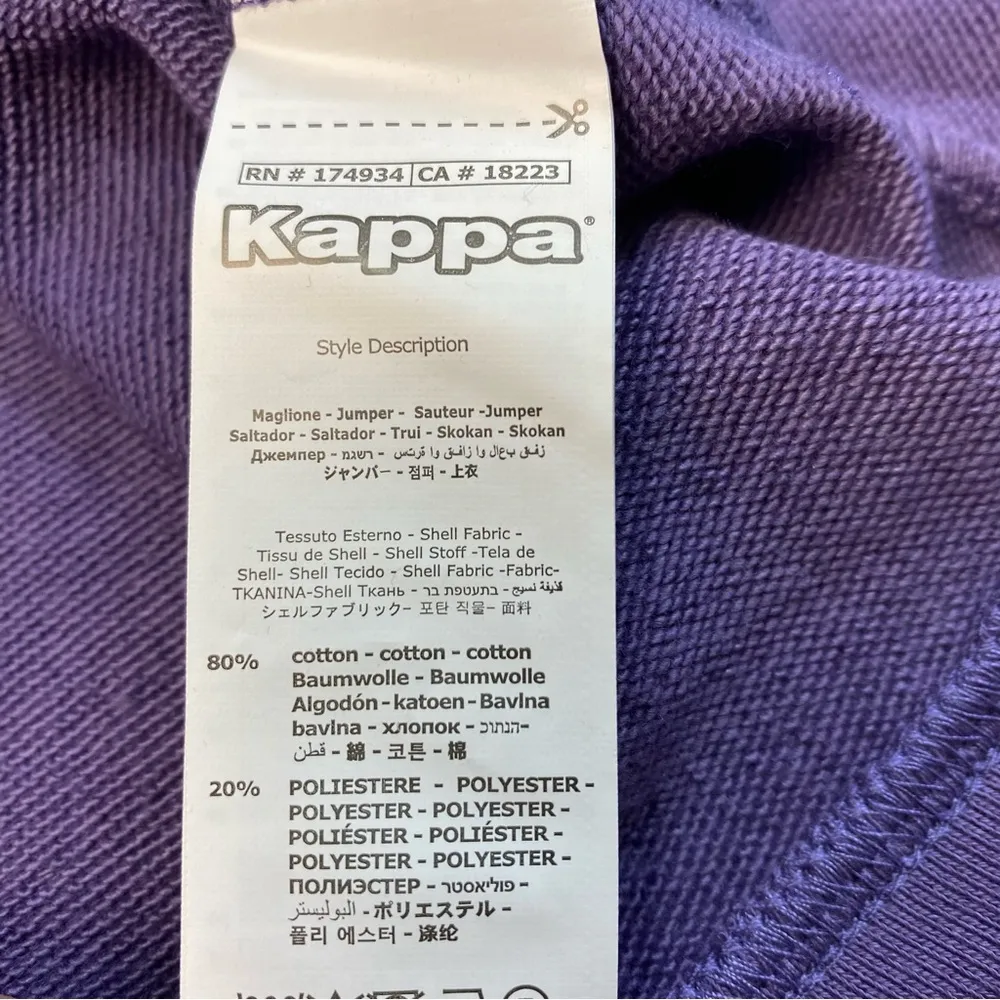 RN # 174934 CA # 18223
Kappa®
Style Description
Maglione - Jumper - Sauteur -Jumper
Saltador - Saltador - Trui - Skokan - Skokan
Джемпер - רשגמ -
ジャンパー - 점퍼 - 上衣
Tessuto Esterno - Shell Fabric -
Tissu de Shell - Shell Stoff -Tela de
Shell- Shell Tecido - Shell Fabric -Fabric-
TKANINA-Shell Ткань - בתעטפת בר -
シェルファブリック- 포탄 직물- 面料
80% cotton - cotton - cotton
Baumwolle - Baumwolle
Algodón - katoen - Bavlna
bavlna - хлопок - הנתוכ-
قطن - 綿 - 코튼 - 棉
20% POLIESTERE - POLYESTER -
POLYESTER - POLYESTER -
POLIÉSTER - POLIÉSTER -
POLYESTER - POLYESTER -
ПОЛИЭСТЕР - פוליאסטר -
البوليستر - ポリエステル -
폴리 에스터 - 涤纶